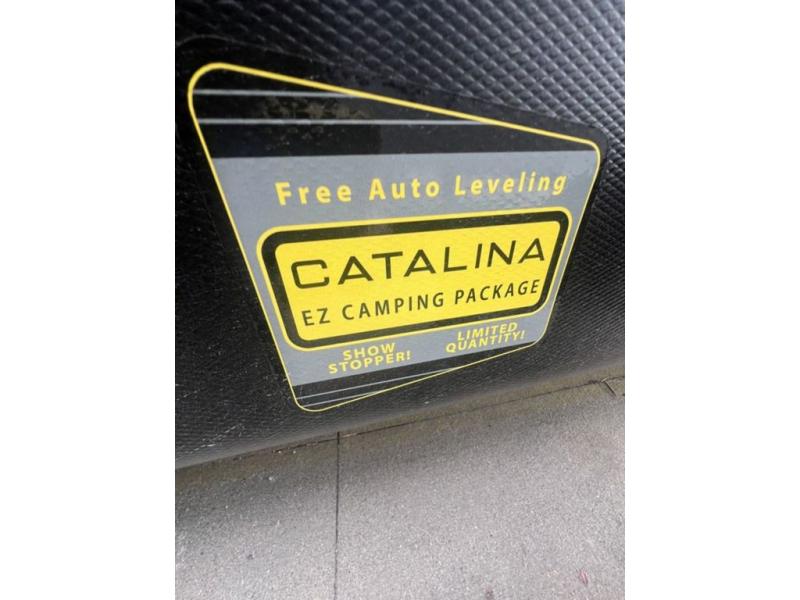 Free Auto Leveling
CATALINA
EZ CAMPING PACKAGE
SHOW
STOPPER!
LIMITED
QUANTITY!